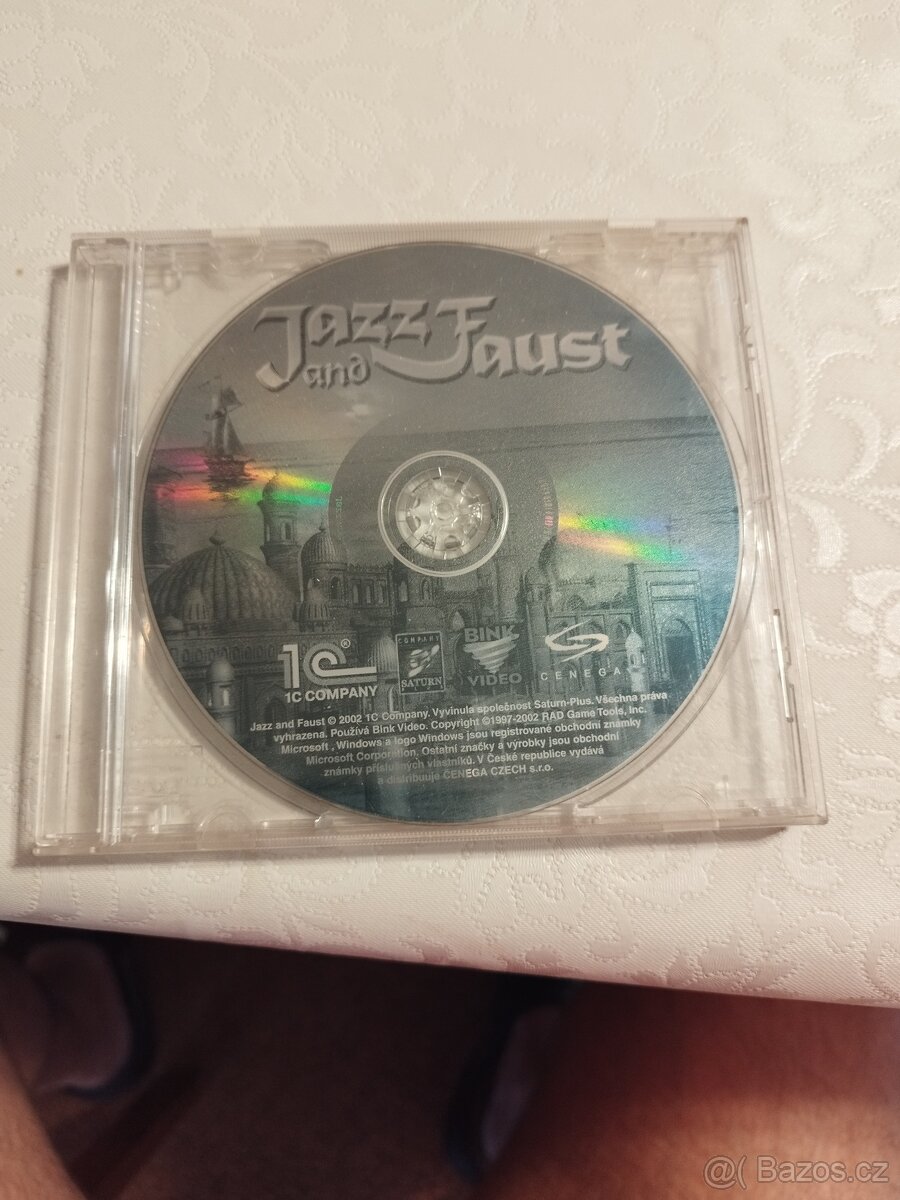 Jazz and Faust
1C®
1C COMPANY
COMPANY
SATURN
BINK
VIDEO
CENEGA
Jazz and Faust © 2002 1C Company. Vyvinula společnost Saturn-Plus. Všechna práva
vyhrazena. Používá Bink Video. Copyright ©1997-2002 RAD Game Tools, Inc.
Microsoft , Windows a logo Windows jsou registrované obchodní známky
Microsoft Corporation. Ostatní značky a výrobky jsou obchodní
známky příslušných vlastníků. V České republice vydává
a distribuuje CENEGA CZECH s.r.o.
@( Bazos.cz